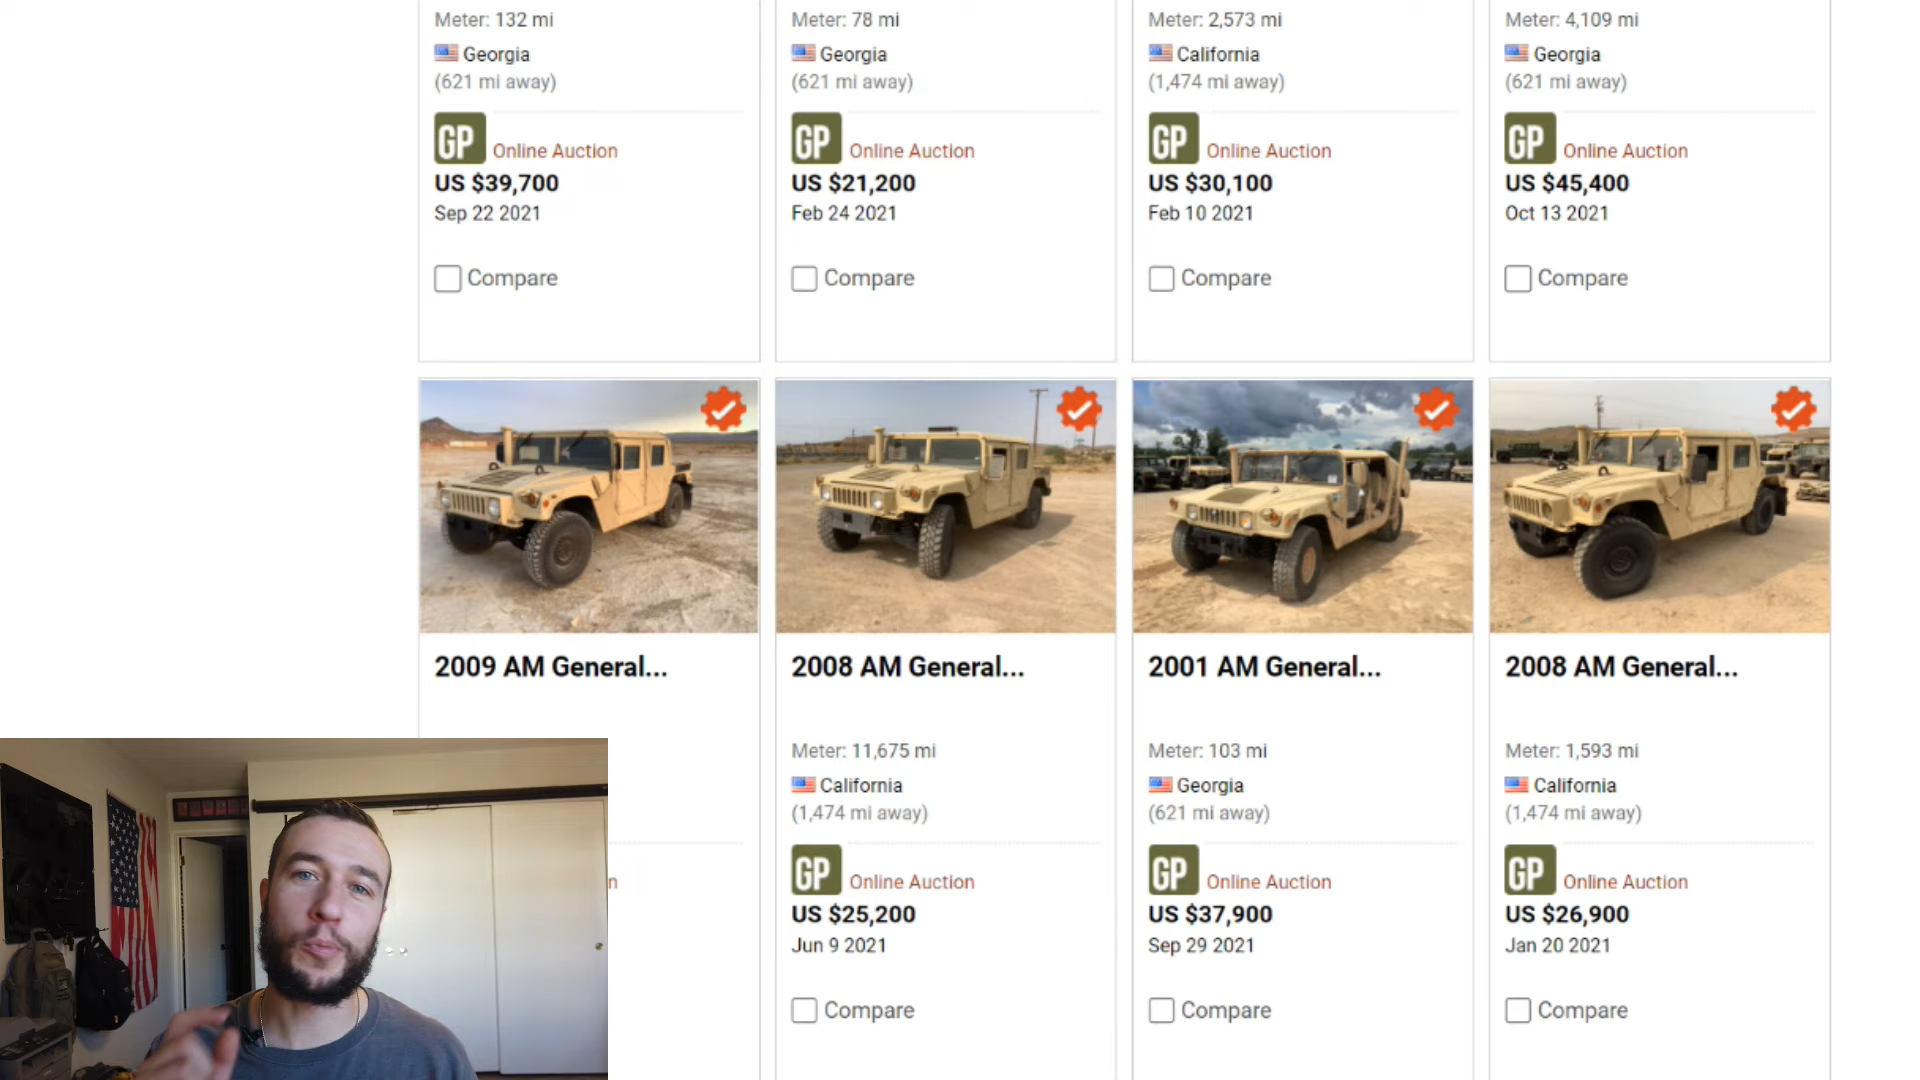 Meter: 132 mi
Georgia
(621 mi away)
GP Online Auction
US $39,700
Sep 22 2021
Compare
Meter: 78 mi
Georgia
(621 mi away)
GP Online Auction
US $21,200
Feb 24 2021
Compare
Meter: 2,573 mi
California
(1,474 mi away)
GP Online Auction
US $30,100
Feb 10 2021
Compare
Meter: 4,109 mi
Georgia
(621 mi away)
GP Online Auction
US $45,400
Oct 13 2021
Compare
2009 AM General...
n
2008 AM General...
Meter: 11,675 mi
California
(1,474 mi away)
GP Online Auction
US $25,200
Jun 9 2021
Compare
2001 AM General...
Meter: 103 mi
Georgia
(621 mi away)
GP Online Auction
US $37,900
Sep 29 2021
Compare
2008 AM General...
Meter: 1,593 mi
California
(1,474 mi away)
GP Online Auction
US $26,900
Jan 20 2021
Compare